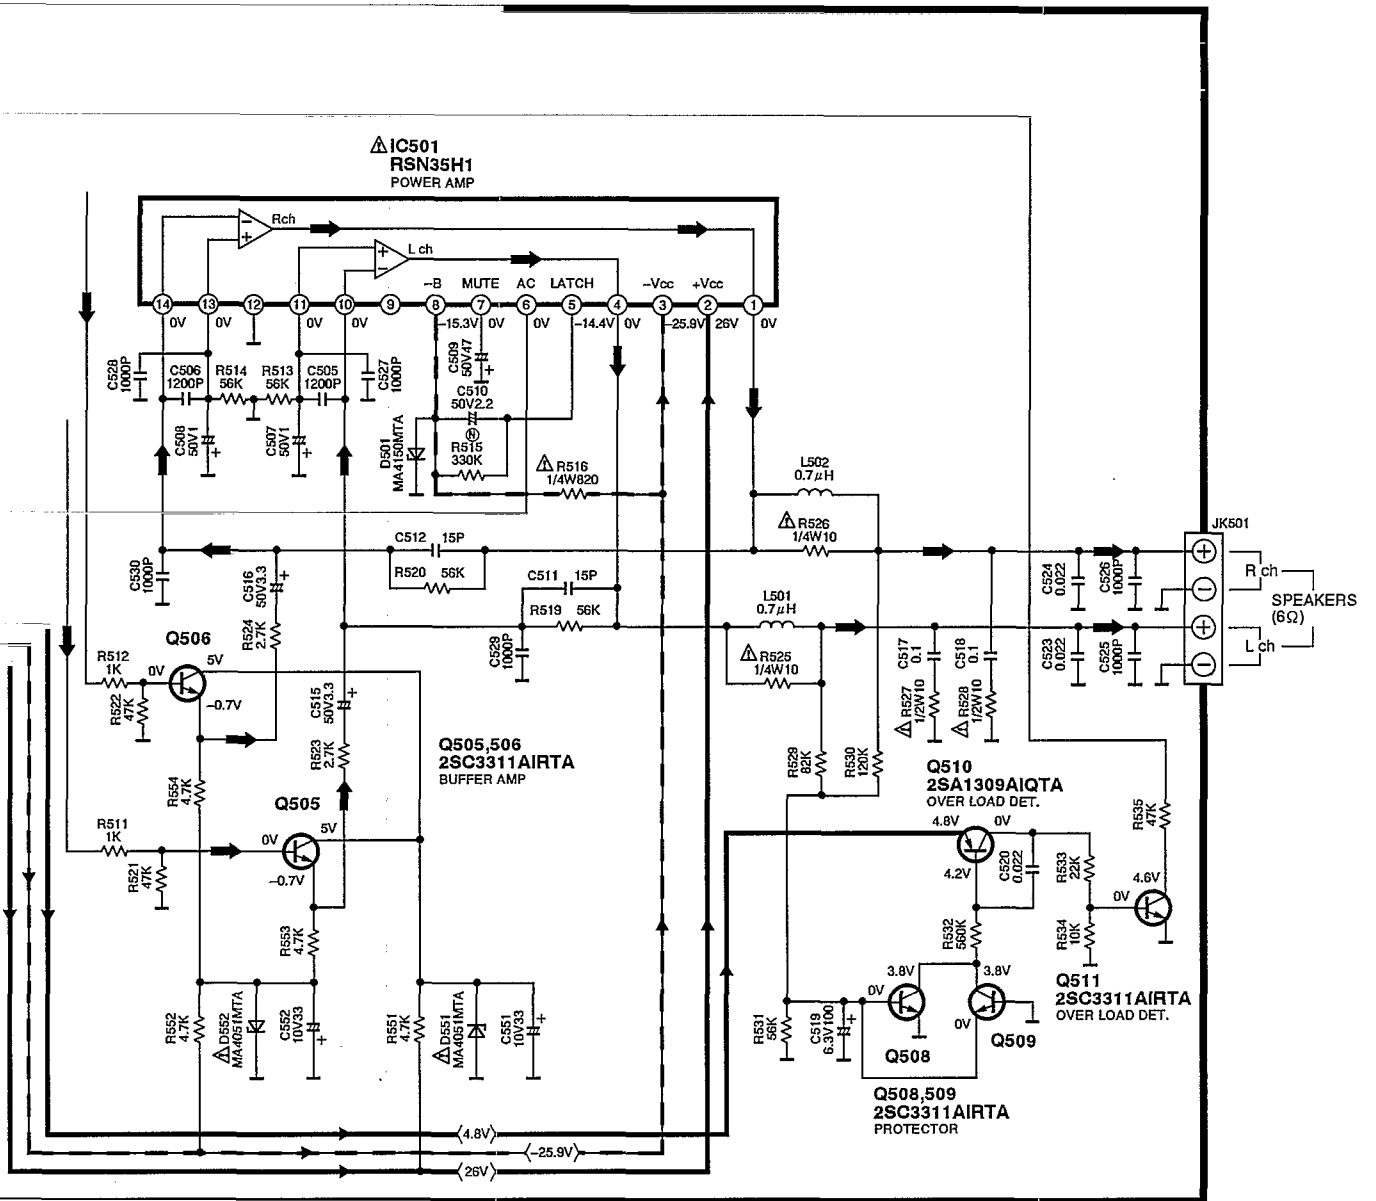 IC501
RSN35H1
POWER AMP
Rch
L ch
−B MUTE AC LATCH −Vcc +Vcc
14 13 12 11 10 9 8 7 6 5 4 3 2 1
0V 0V 0V 0V −15.3V 0V 0V −14.4V 0V −25.9V 26V 0V
C528
1000P
C506
1200P
R514
56K
R513
56K
C505
1200P
C527
1000P
C509
50V47
C510
50V2.2
N
R515
330K
C508
50V1
C507
50V1
D501
MA4150MTA
R516
1/4W820
L502
0.7μH
R526
1/4W10
JK501
C512 15P
R520 56K
C530
1000P
C516
50V3.3
R524
2.7K
C511 15P
R519 56K
C529
1000P
L501
0.7μH
R525
1/4W10
C524
0.022
C526
1000P
R ch
SPEAKERS
(6Ω)
L ch
C517
0.1
C518
0.1
C523
0.022
C525
1000P
R527
1/2W10
R528
1/2W10
Q506
5V
R512
1K
0V
−0.7V
R522
47K
C515
50V3.3
R523
2.7K
Q505,506
2SC3311AIRTA
BUFFER AMP
R554
4.7K
Q505
R511
1K
0V
5V
−0.7V
R521
47K
R553
4.7K
R529
82K
R530
120K
Q510
2SA1309AIQTA
OVER LOAD DET.
4.8V 0V
4.2V
C520
0.022
R533
22K
R535
47K
4.6V
0V
R532
560K
R534
10K
Q511
2SC3311AIRTA
OVER LOAD DET.
3.8V 3.8V
0V
0V
R531
56K
C519
6.3V100
Q508
Q509
Q508,509
2SC3311AIRTA
PROTECTOR
R552
4.7K
D552
MA4051MTA
C552
10V33
R551
4.7K
D551
MA4051MTA
C551
10V33
(4.8V)
(−25.9V)
(26V)